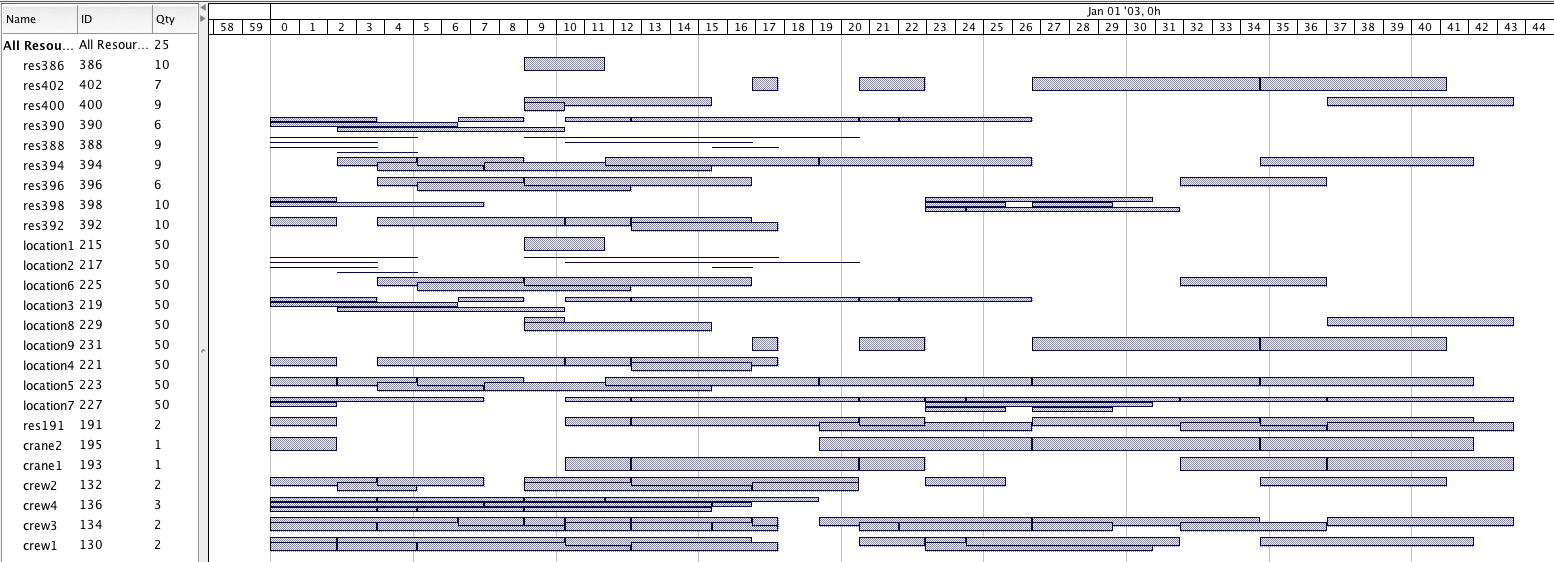 Jan 01 '03, 0h
Name ID Qty 58 59 0 1 2 3 4 5 6 7 8 9 10 11 12 13 14 15 16 17 18 19 20 21 22 23 24 25 26 27 28 29 30 31 32 33 34 35 36 37 38 39 40 41 42 43 44
All Resou... All Resour... 25
res386 386 10
res402 402 7
res400 400 9
res390 390 6
res388 388 9
res394 394 9
res396 396 6
res398 398 10
res392 392 10
location1 215 50
location2 217 50
location6 225 50
location3 219 50
location8 229 50
location9 231 50
location4 221 50
location5 223 50
location7 227 50
res191 191 2
crane2 195 1
crane1 193 1
crew2 132 2
crew4 136 3
crew3 134 2
crew1 130 2